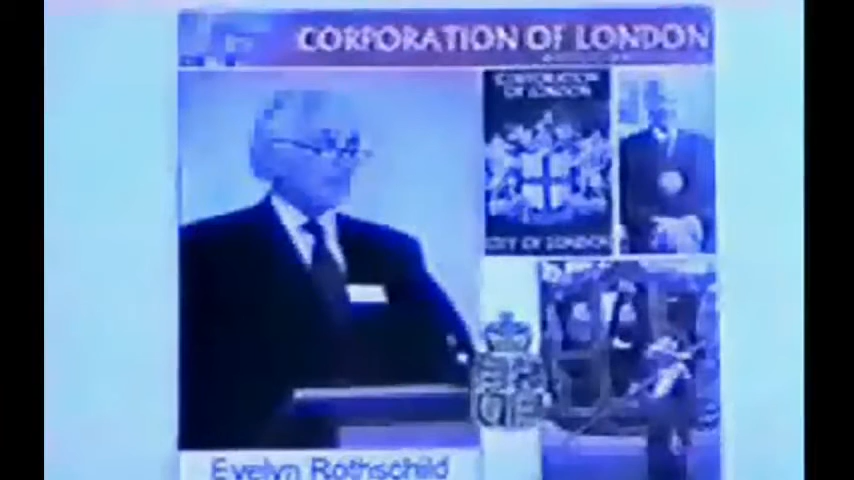 CORPORATION OF LONDON
CORPORATION
OF LONDON
CITY OF LONDON
Evelyn Rothschild